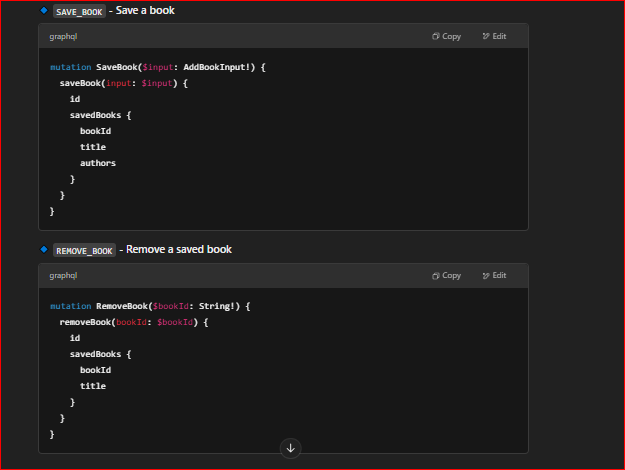 SAVE_BOOK - Save a book
graphql Copy Edit
mutation SaveBook($input: AddBookInput!) {
saveBook(input: $input) {
id
savedBooks {
bookId
title
authors
}
}
}
REMOVE_BOOK - Remove a saved book
graphql Copy Edit
mutation RemoveBook($bookId: String!) {
removeBook(bookId: $bookId) {
id
savedBooks {
bookId
title
}
}
}